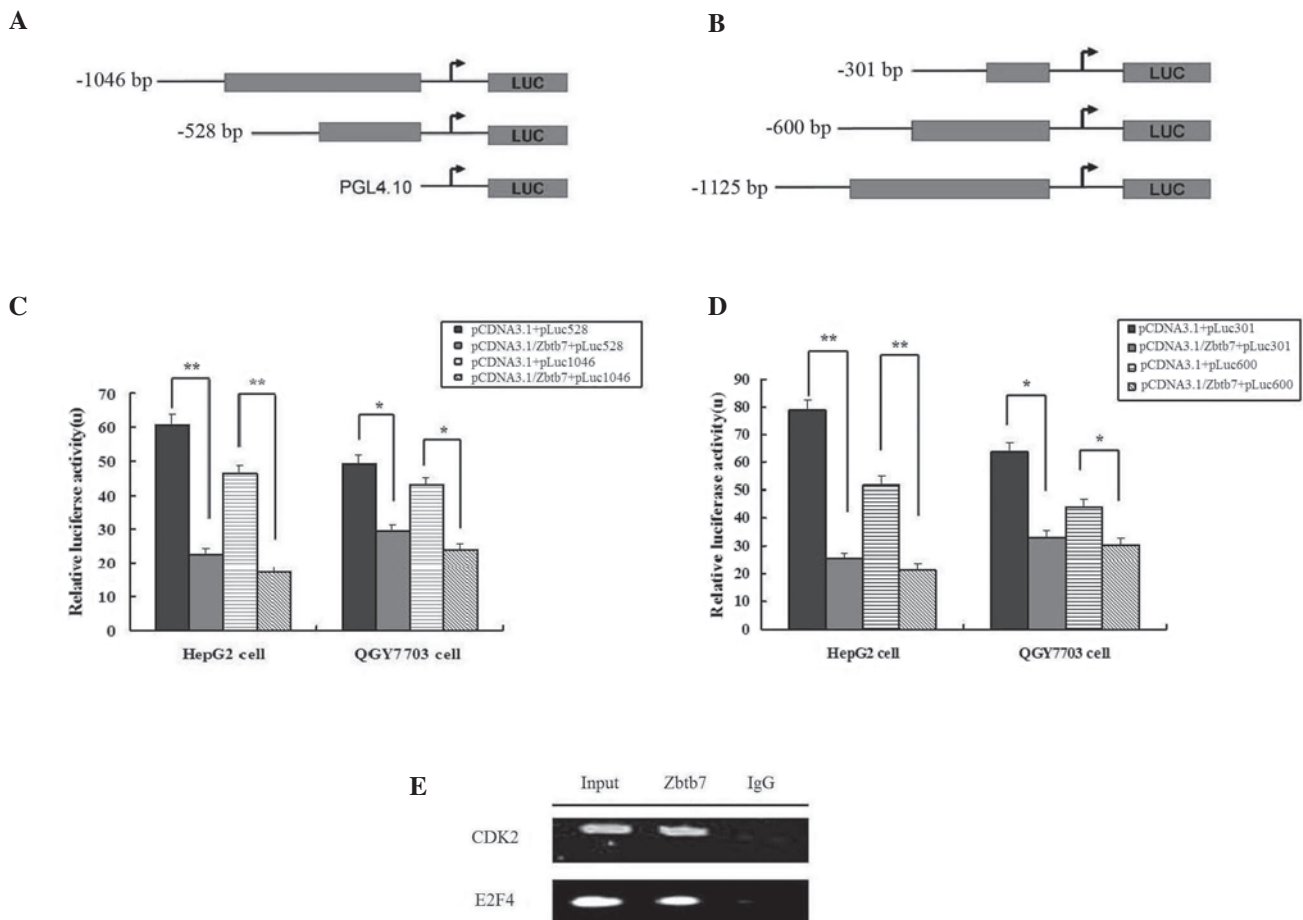 A
-1046 bp
LUC
-528 bp
LUC
PGL4.10
LUC
B
-301 bp
LUC
-600 bp
LUC
-1125 bp
LUC
C
pCDNA3.1+pLuc528
pCDNA3.1/Zbtb7+pLuc528
pCDNA3.1+pLuc1046
pCDNA3.1/Zbtb7+pLuc1046
Relative luciferse activity(u)
70
60
50
40
30
20
10
0
**
**
*
*
HepG2 cell
QGY7703 cell
D
pCDNA3.1+pLuc301
pCDNA3.1/Zbtb7+pLuc301
pCDNA3.1+pLuc600
pCDNA3.1/Zbtb7+pLuc600
Relative luciferase activity(u)
90
80
70
60
50
40
30
20
10
0
**
**
*
*
HepG2 cell
QGY7703 cell
E
Input Zbtb7 IgG
CDK2
E2F4